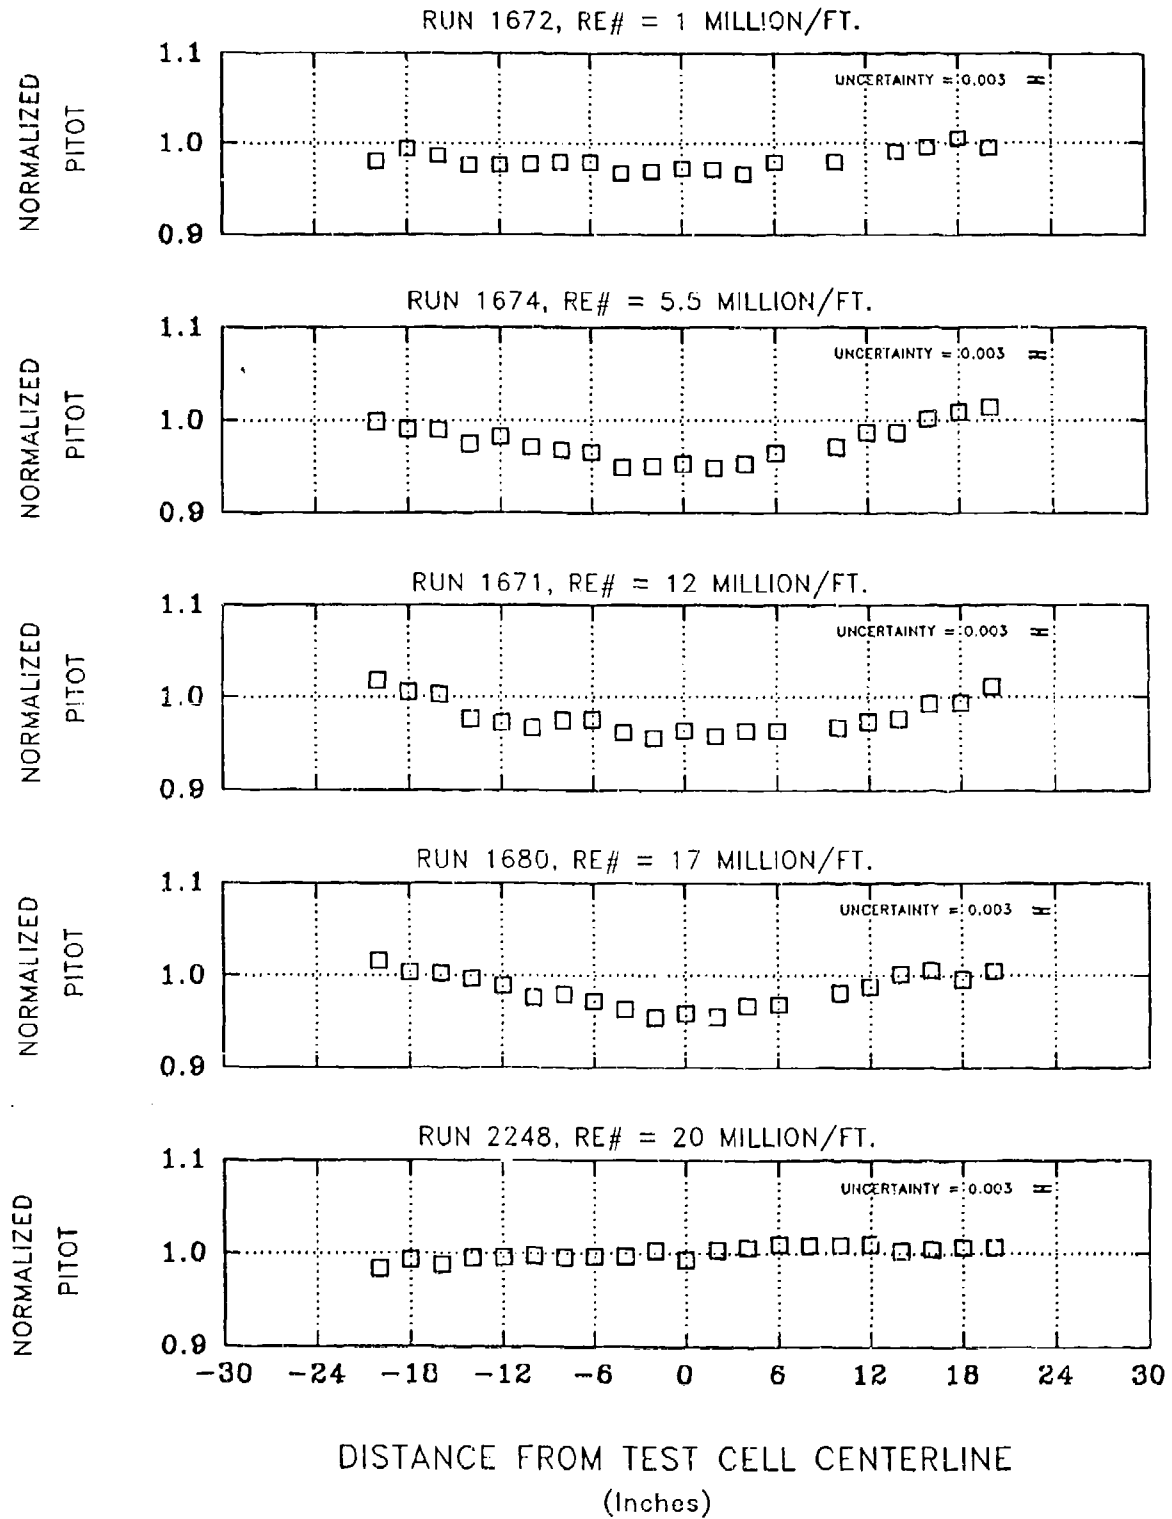 RUN 1672, RE# = 1 MILLION/FT.
NORMALIZED
PITOT
1.1
1.0
0.9
UNCERTAINTY = 0.003
RUN 1674, RE# = 5.5 MILLION/FT.
NORMALIZED
PITOT
1.1
1.0
0.9
UNCERTAINTY = 0.003
RUN 1671, RE# = 12 MILLION/FT.
NORMALIZED
PITOT
1.1
1.0
0.9
UNCERTAINTY = 0.003
RUN 1680, RE# = 17 MILLION/FT.
NORMALIZED
PITOT
1.1
1.0
0.9
UNCERTAINTY = 0.003
RUN 2248, RE# = 20 MILLION/FT.
NORMALIZED
PITOT
1.1
1.0
0.9
UNCERTAINTY = 0.003
-30 -24 -18 -12 -6 0 6 12 18 24 30
DISTANCE FROM TEST CELL CENTERLINE
(Inches)